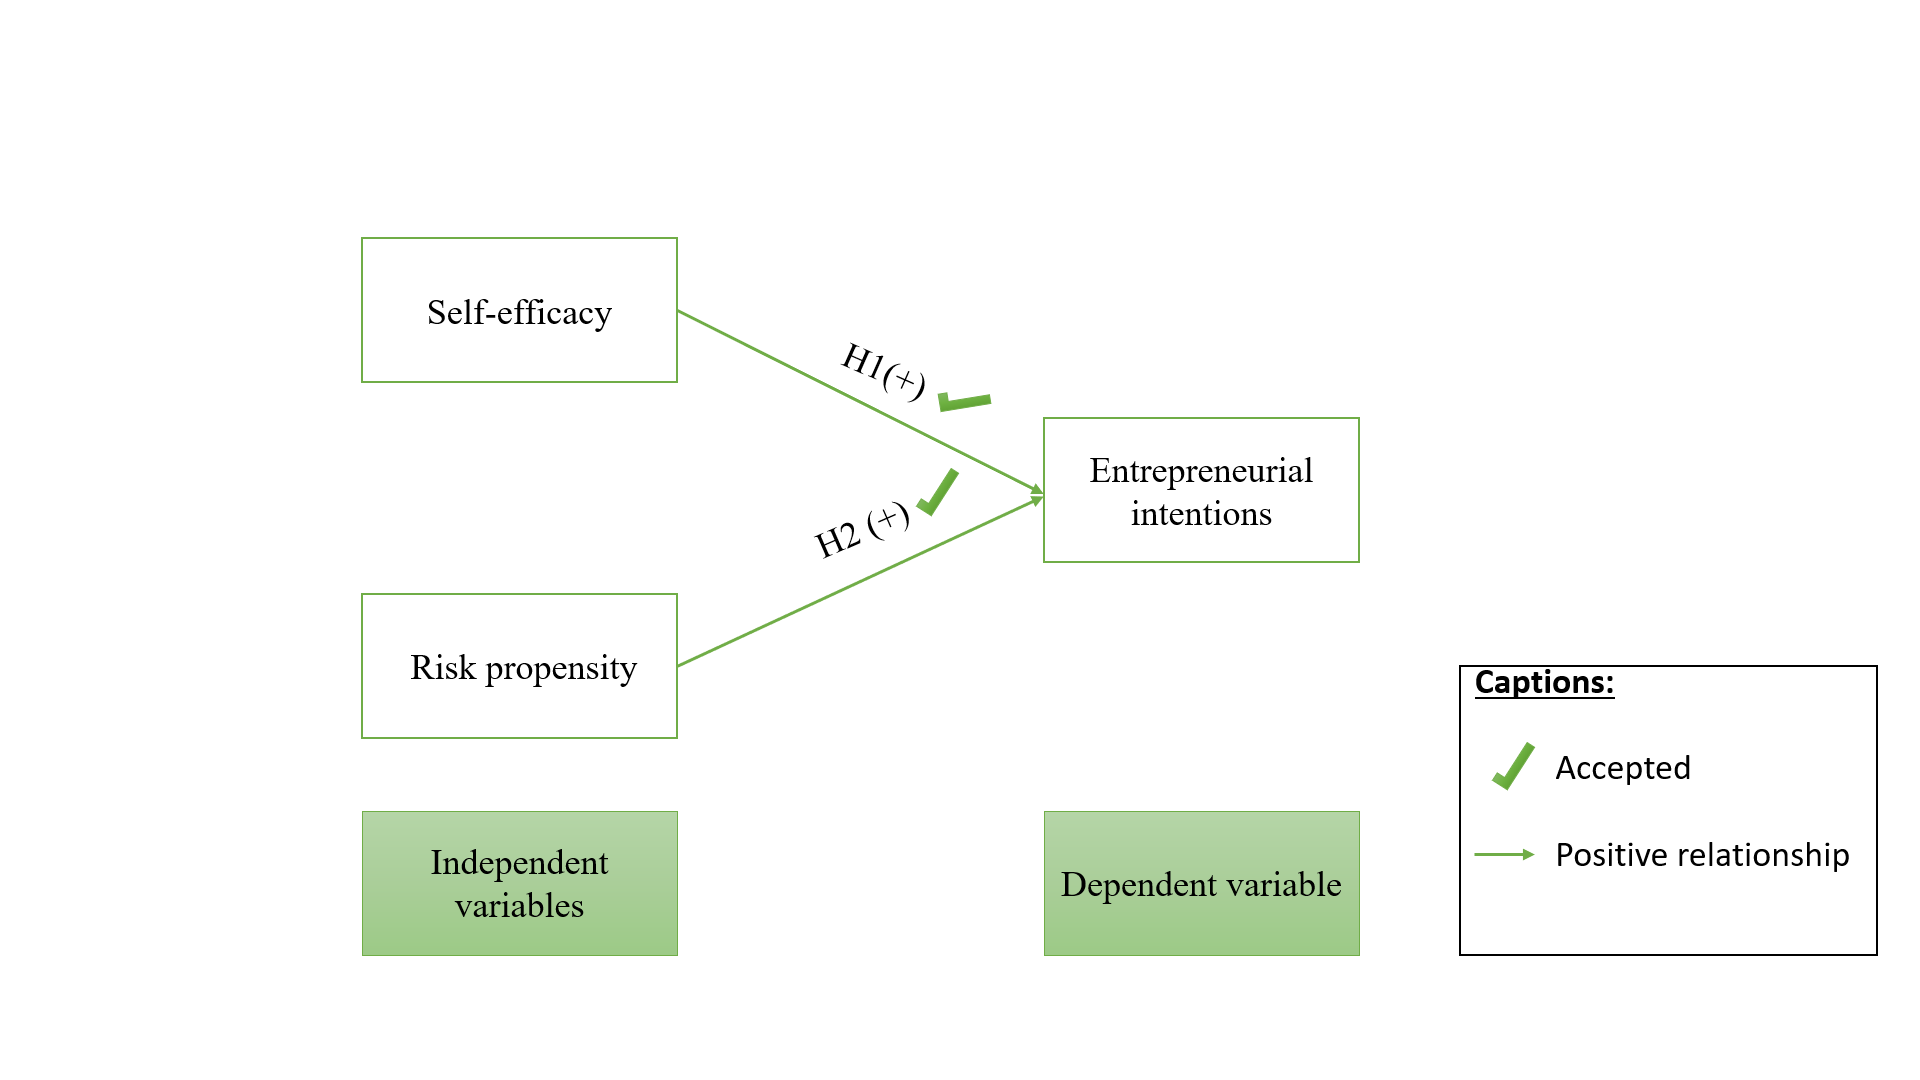 Self-efficacy
H1(+)
Entrepreneurial
intentions
H2 (+)
Risk propensity
Independent
variables
Dependent variable
Captions:
Accepted
Positive relationship